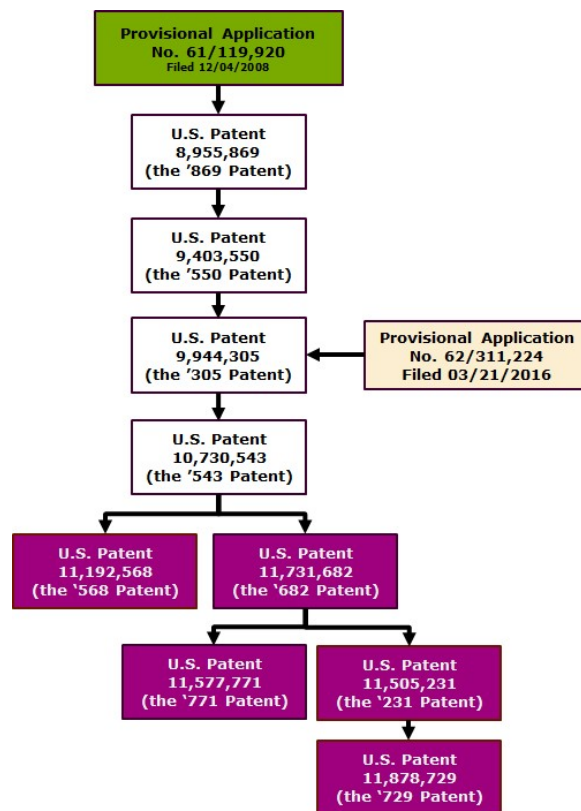 Provisional Application
No. 61/119,920
Filed 12/04/2008
U.S. Patent
8,955,869
(the ’869 Patent)
U.S. Patent
9,403,550
(the ’550 Patent)
U.S. Patent
9,944,305
(the ’305 Patent)
Provisional Application
No. 62/311,224
Filed 03/21/2016
U.S. Patent
10,730,543
(the ’543 Patent)
U.S. Patent
11,192,568
(the ‘568 Patent)
U.S. Patent
11,731,682
(the ‘682 Patent)
U.S. Patent
11,577,771
(the ‘771 Patent)
U.S. Patent
11,505,231
(the ‘231 Patent)
U.S. Patent
11,878,729
(the ‘729 Patent)